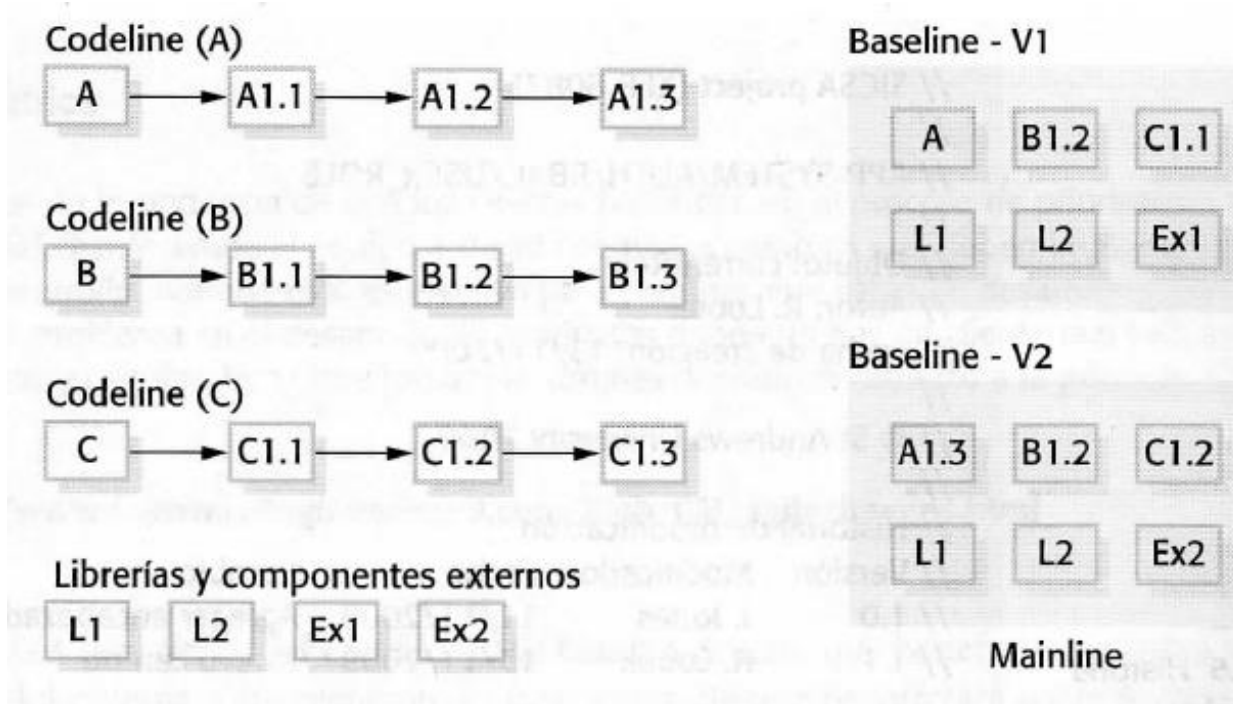 Codeline (A)
A A1.1 A1.2 A1.3
Codeline (B)
B B1.1 B1.2 B1.3
Codeline (C)
C C1.1 C1.2 C1.3
Librerías y componentes externos
L1 L2 Ex1 Ex2
Baseline - V1
A B1.2 C1.1
L1 L2 Ex1
Baseline - V2
A1.3 B1.2 C1.2
L1 L2 Ex2
Mainline